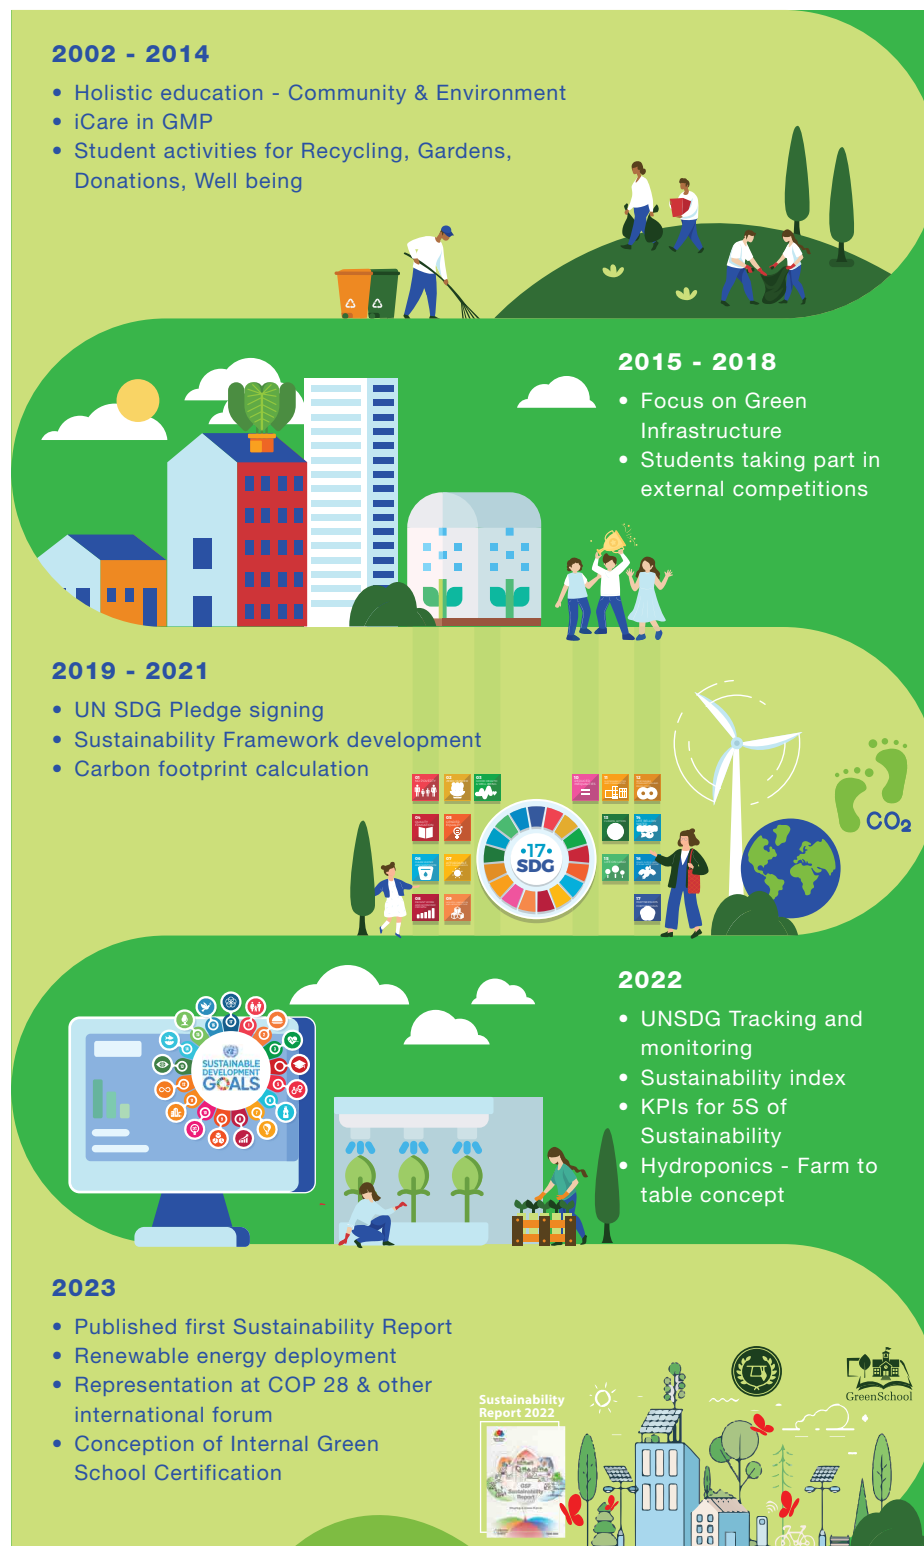 2002 - 2014
• Holistic education - Community & Environment
• iCare in GMP
• Student activities for Recycling, Gardens,
Donations, Well being
2015 - 2018
• Focus on Green
Infrastructure
• Students taking part in
external competitions
2019 - 2021
• UN SDG Pledge signing
• Sustainability Framework development
• Carbon footprint calculation
17
SDG
CO2
2022
• UNSDG Tracking and
monitoring
• Sustainability index
• KPIs for 5S of
Sustainability
• Hydroponics - Farm to
table concept
SUSTAINABLE
DEVELOPMENT
GOALS
2023
• Published first Sustainability Report
• Renewable energy deployment
• Representation at COP 28 & other
international forum
• Conception of Internal Green
School Certification
Sustainability
Report 2022
GreenSchool